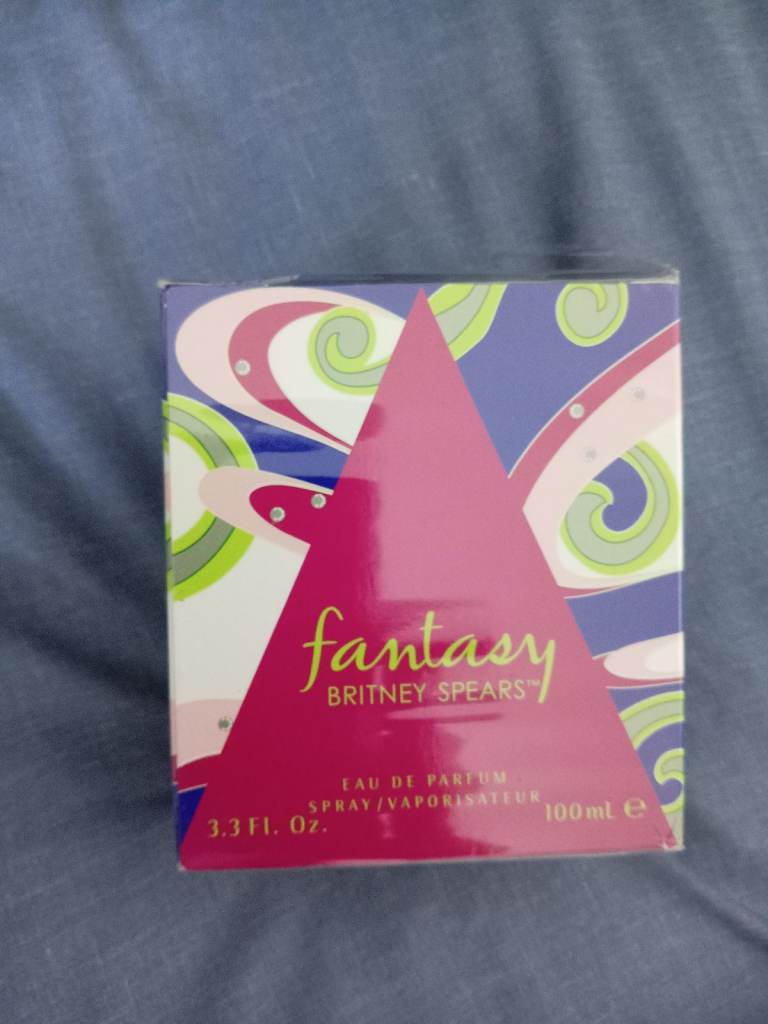 fantasy
BRITNEY SPEARS™
EAU DE PARFUM
SPRAY/VAPORISATEUR
3.3 Fl. Oz.
100mL ℮